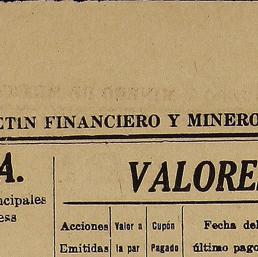 ETIN FINANCIERO Y MINERO
A.
ncipales
ess
VALORE
Acciones Valor a Cupón Fecha del
Emitidas la par Pagado último pago